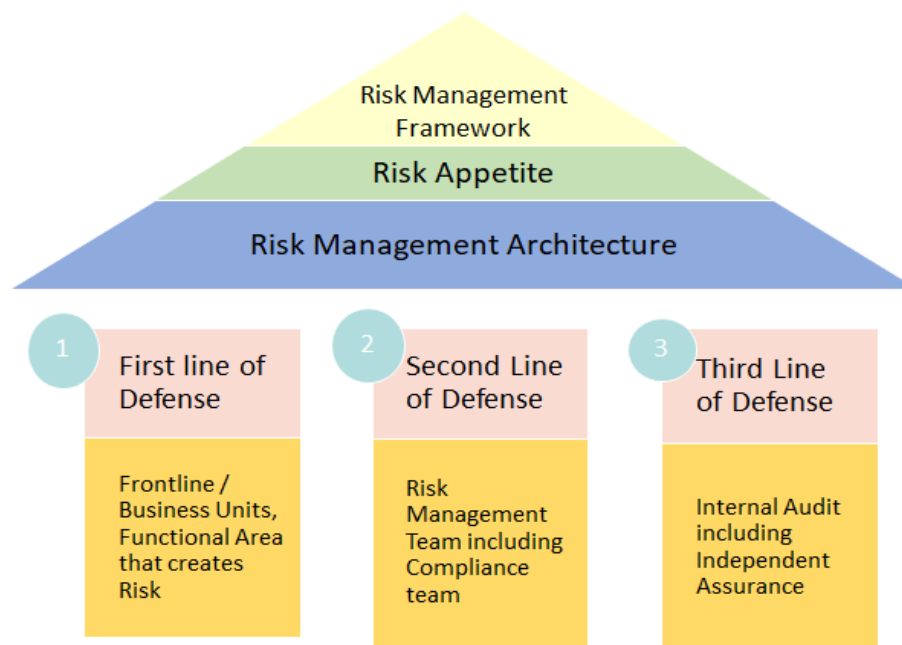 Risk Management
Framework
Risk Appetite
Risk Management Architecture
1
First line of
Defense
Frontline /
Business Units,
Functional Area
that creates
Risk
2
Second Line
of Defense
Risk
Management
Team including
Compliance
team
3
Third Line
of Defense
Internal Audit
including
Independent
Assurance